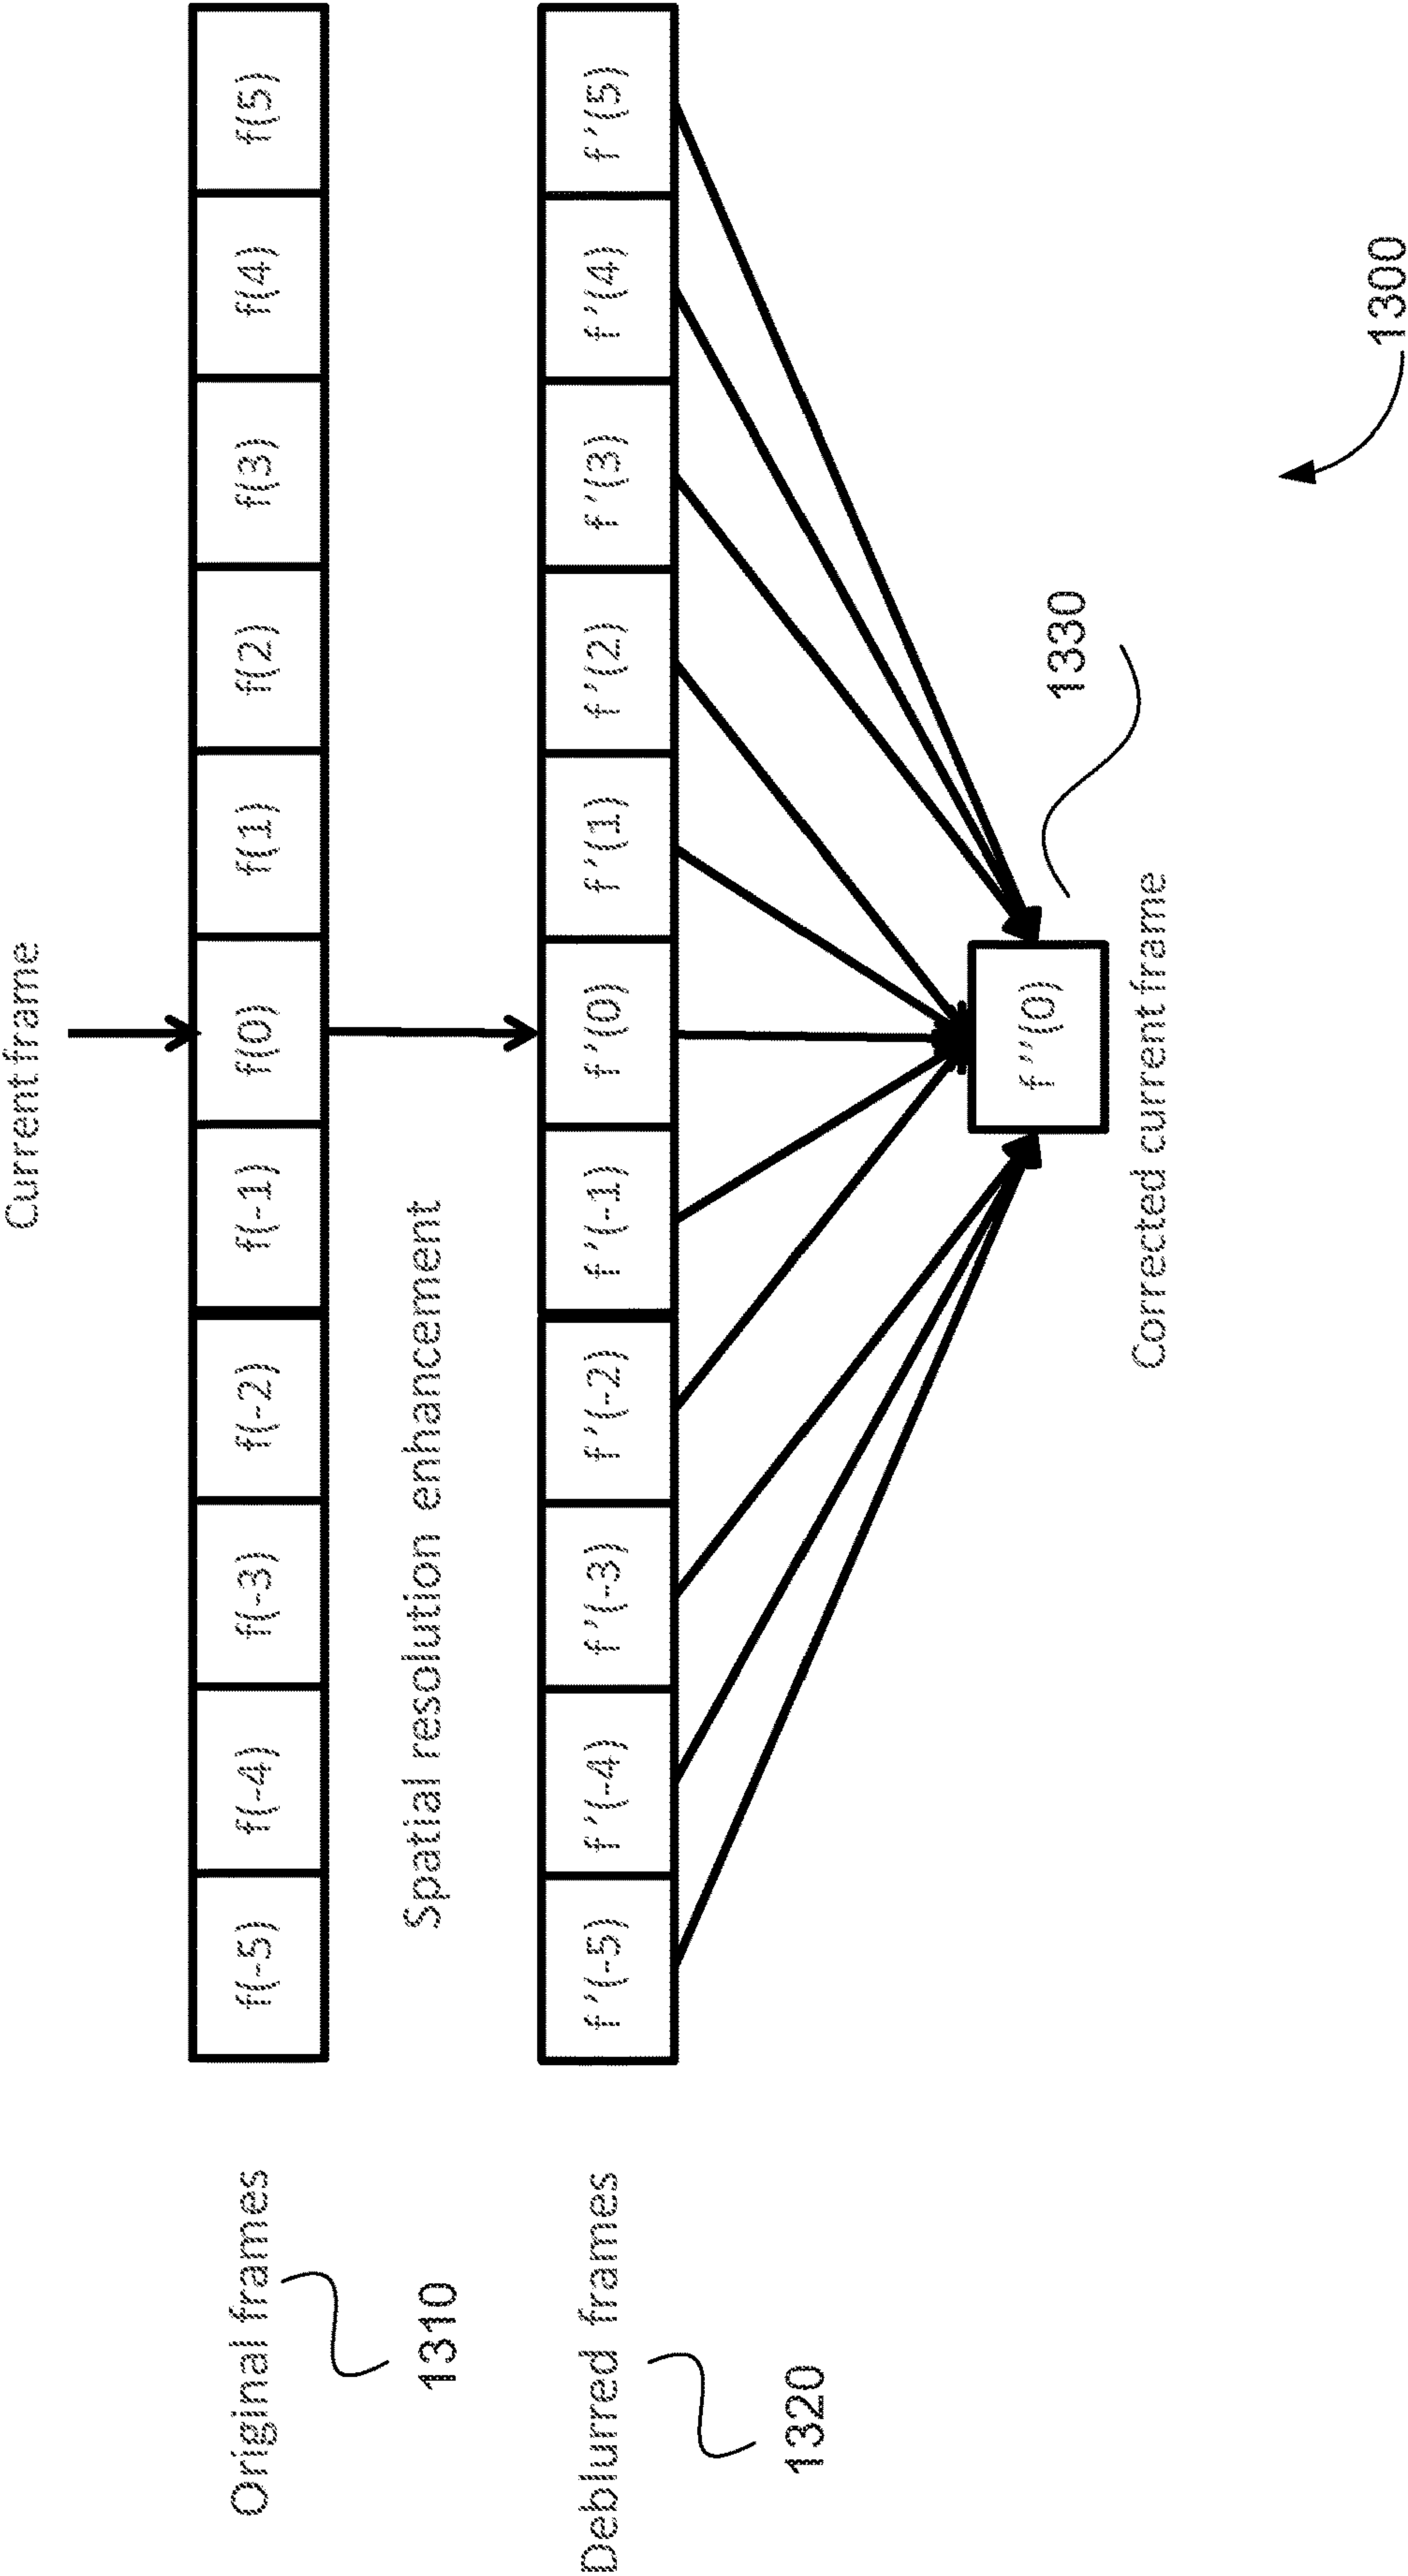 Current frame
Original frames
1310
f(-5) f(-4) f(-3) f(-2) f(-1) f(0) f(1) f(2) f(3) f(4) f(5)
Spatial resolution enhancement
Deblurred frames
1320
f'(-5) f'(-4) f'(-3) f'(-2) f'(-1) f'(0) f'(1) f'(2) f'(3) f'(4) f'(5)
f''(0)
1330
Corrected current frame
1300